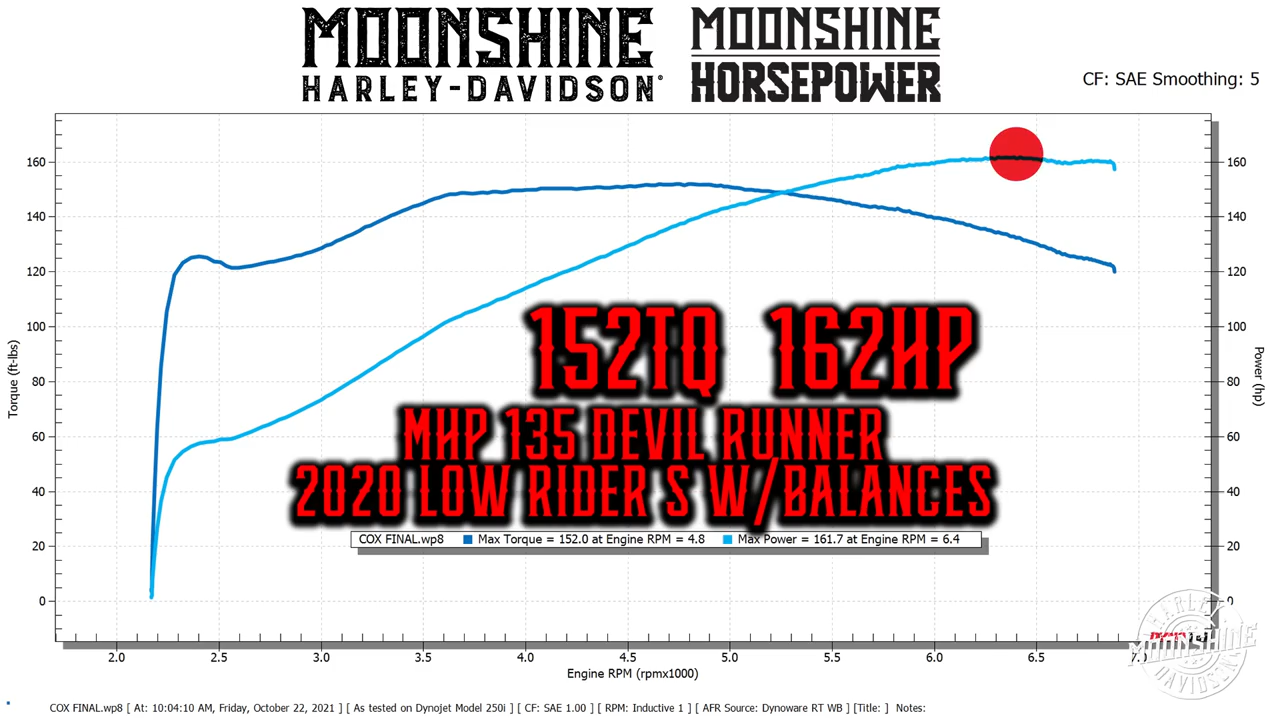 MOONSHINE
HARLEY-DAVIDSON®
MOONSHINE
HORSEPOWER
CF: SAE Smoothing: 5
160
140
120
100
80
60
40
20
0
Torque (ft-lbs)
160
140
120
100
80
60
40
20
0
Power (hp)
152TQ 162HP
MHP 135 DEVIL RUNNER
2020 LOW RIDER S W/BALANCES
COX FINAL.wp8 Max Torque = 152.0 at Engine RPM = 4.8 Max Power = 161.7 at Engine RPM = 6.4
2.0 2.5 3.0 3.5 4.0 4.5 5.0 5.5 6.0 6.5 7.0
Engine RPM (rpmx1000)
HARLEY
MOONSHINE
DAVIDSON
COX FINAL.wp8 [ At: 10:04:10 AM, Friday, October 22, 2021 ] [ As tested on Dynojet Model 250i ] [ CF: SAE 1.00 ] [ RPM: Inductive 1 ] [ AFR Source: Dynoware RT WB ] [Title: ] Notes: